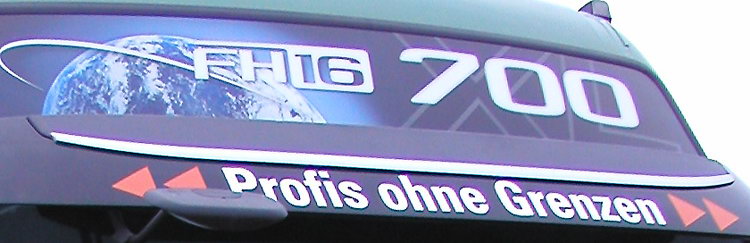 FH16 700
Profis ohne Grenzen